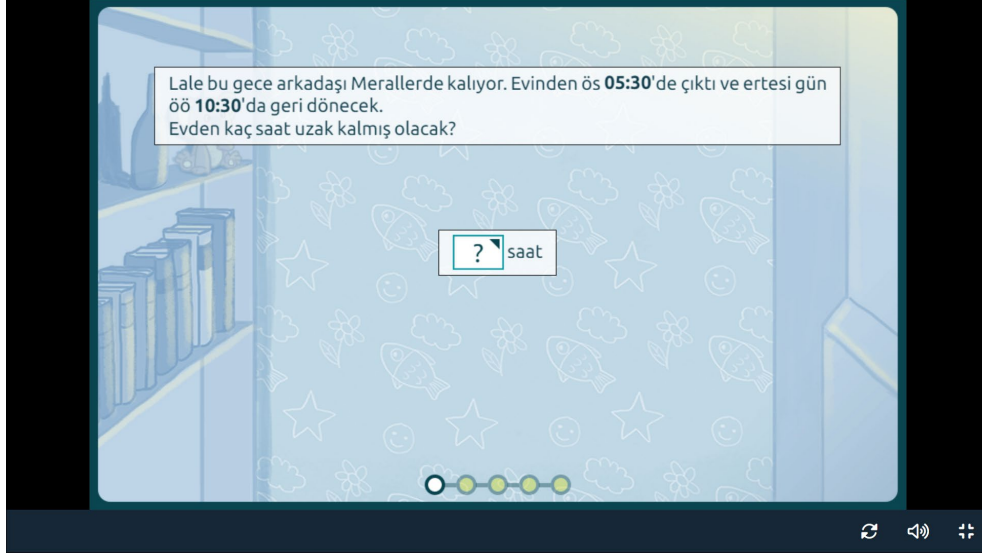 Lale bu gece arkadaşı Merallerde kalıyor. Evinden ös 05:30'de çıktı ve ertesi gün
öö 10:30'da geri dönecek.
Evden kaç saat uzak kalmış olacak?
? saat